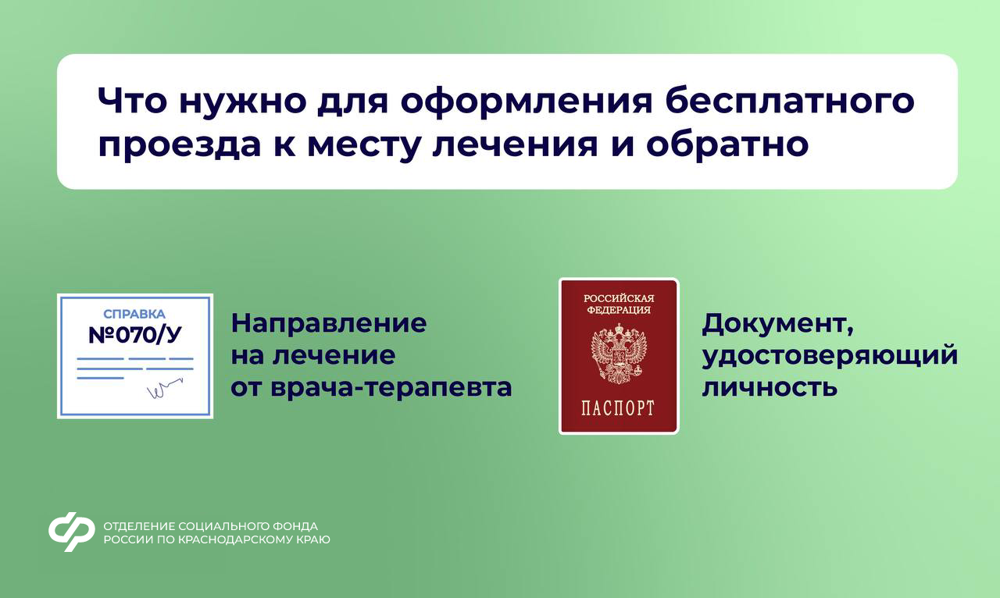 Что нужно для оформления бесплатного
проезда к месту лечения и обратно
СПРАВКА
№070/У
Направление
на лечение
от врача-терапевта
РОССИЙСКАЯ
ФЕДЕРАЦИЯ
ПАСПОРТ
Документ,
удостоверяющий
личность
ОТДЕЛЕНИЕ СОЦИАЛЬНОГО ФОНДА
РОССИИ ПО КРАСНОДАРСКОМУ КРАЮ